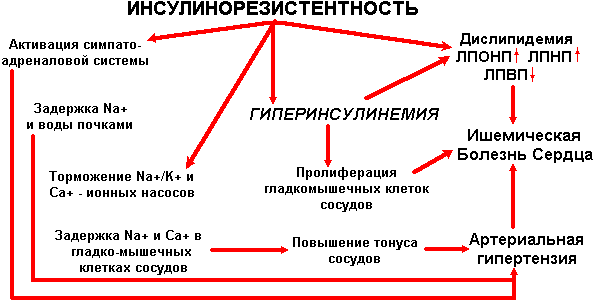 ИНСУЛИНОРЕЗИСТЕНТНОСТЬ
Активация симпато-
адреналовой системы
Дислипидемия
ЛПОНП↑ ЛПНП↑
ЛПВП↓
Задержка Na+
и воды почками
ГИПЕРИНСУЛИНЕМИЯ
Ишемическая
Болезнь Сердца
Торможение Na+/K+ и
Ca+ - ионных насосов
Пролиферация
гладкомышечных клеток
сосудов
Задержка Na+ и Ca+ в
гладко-мышечных
клетках сосудов
Повышение тонуса
сосудов
Артериальная
гипертензия